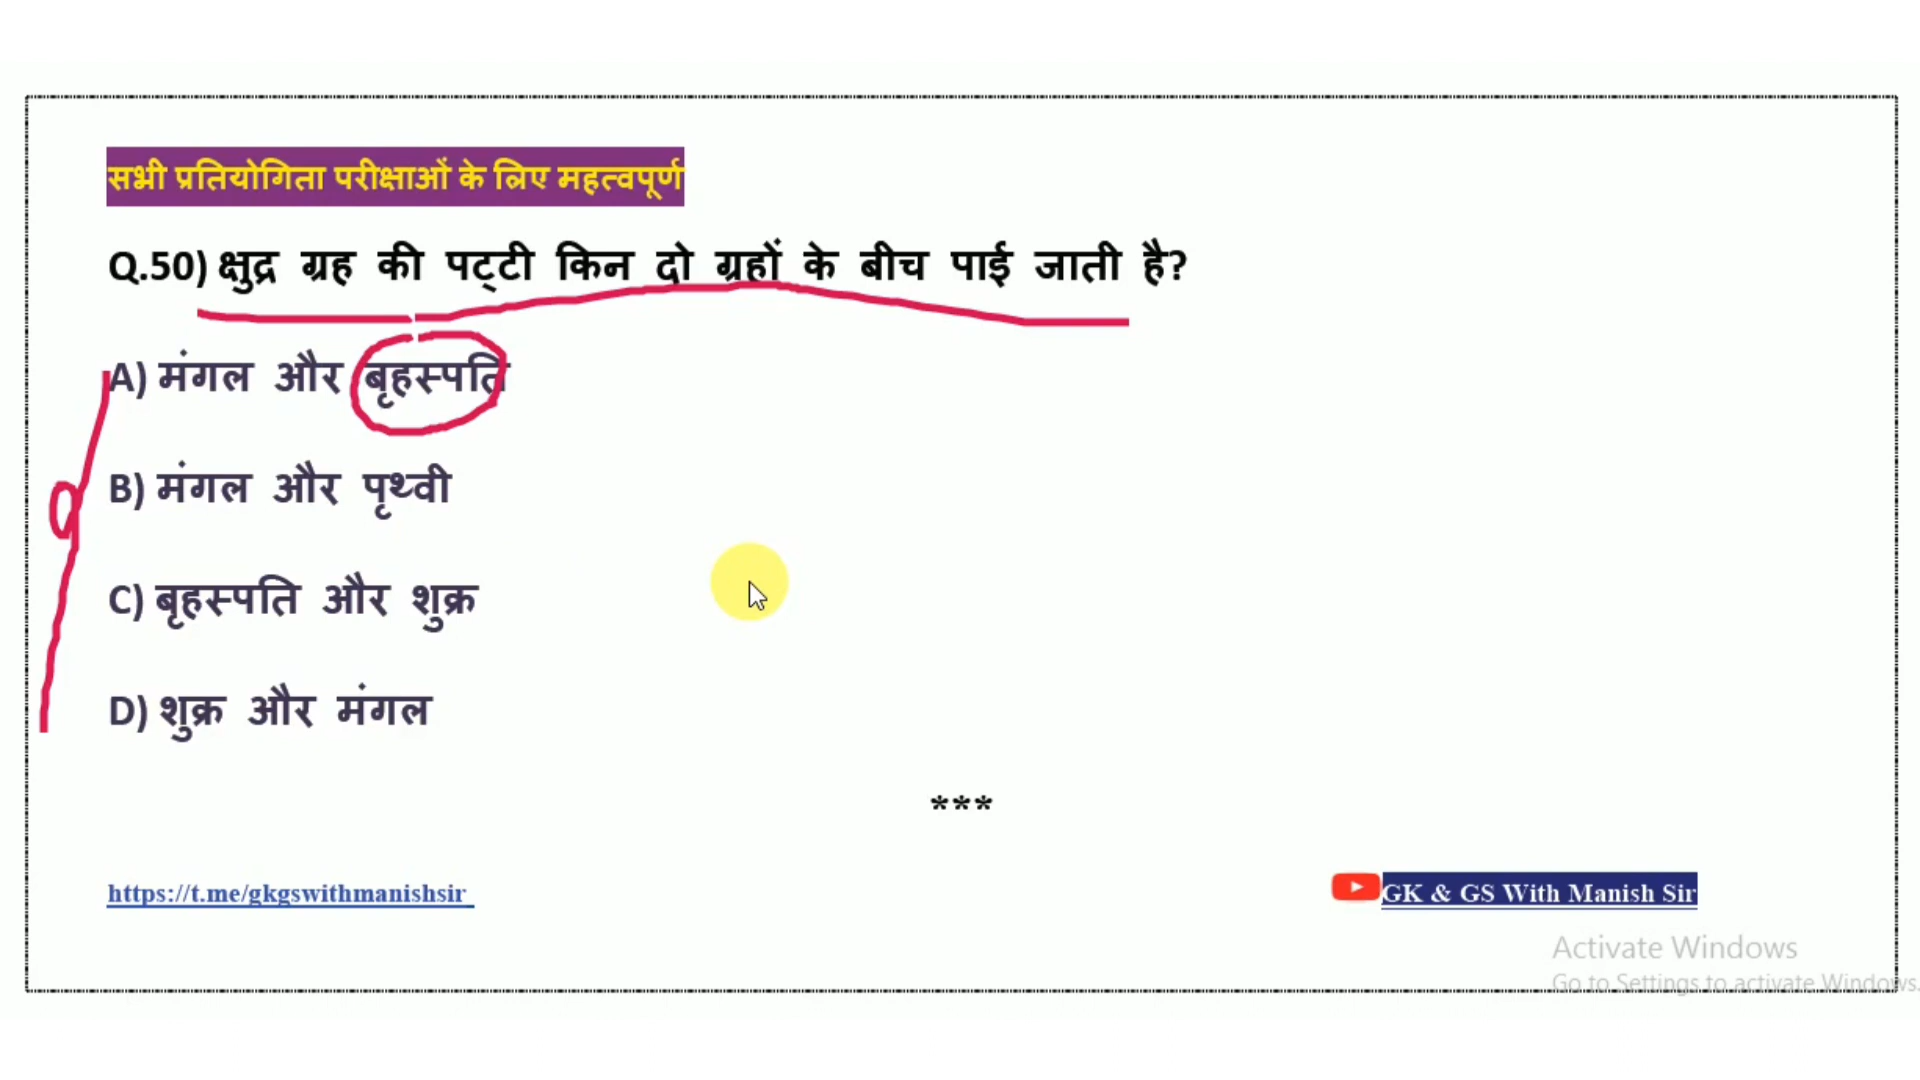 सभी प्रतियोगिता परीक्षाओं के लिए महत्वपूर्ण
Q.50) क्षुद्र ग्रह की पट्टी किन दो ग्रहों के बीच पाई जाती है?
A) मंगल और बृहस्पति
B) मंगल और पृथ्वी
C) बृहस्पति और शुक्र
D) शुक्र और मंगल
***
https://t.me/gkgswithmanishsir
GK & GS With Manish Sir
Activate Windows
Go to Settings to activate Windows.